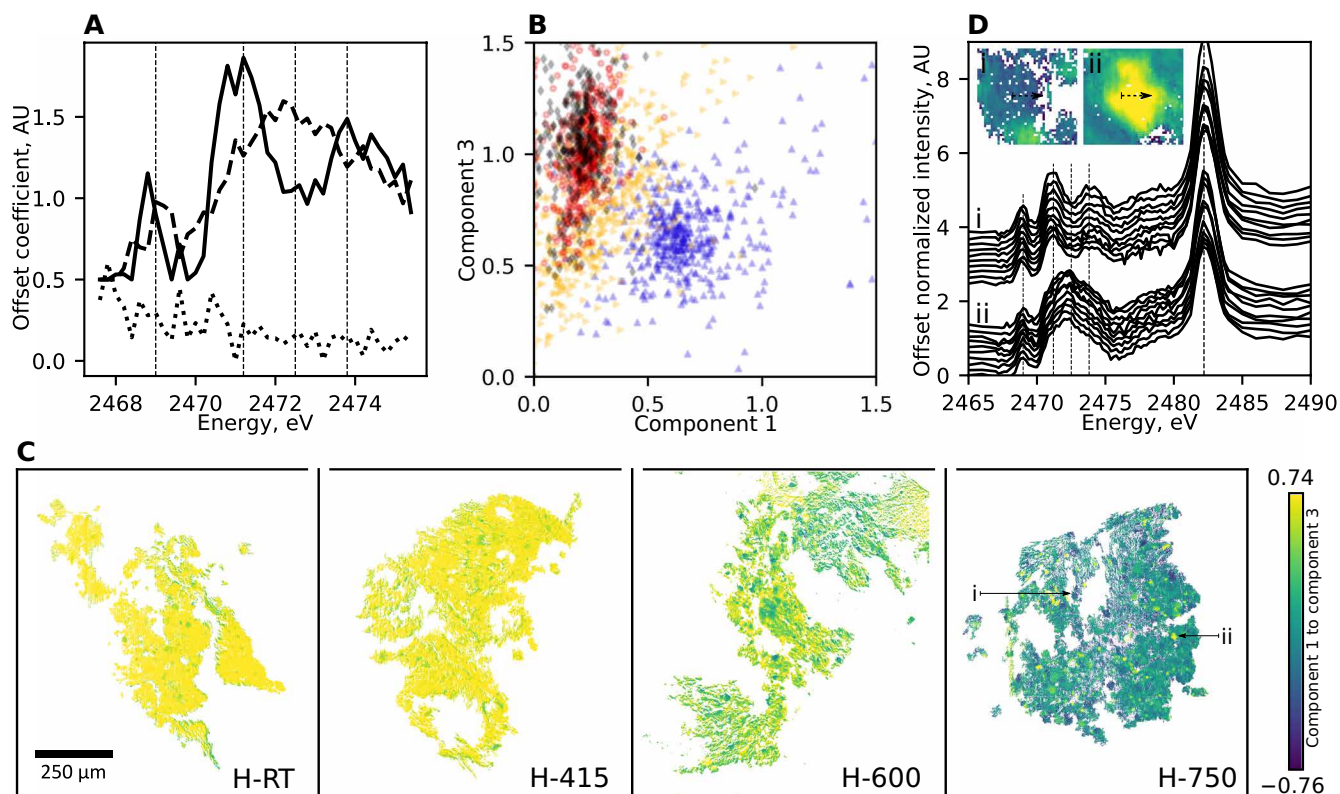 A
Offset coefficient, AU
1.5
1.0
0.5
0.0
2468 2470 2472 2474
Energy, eV
B
Component 3
1.5
1.0
0.5
0.0
0.0 0.5 1.0 1.5
Component 1
D
Offset normalized intensity, AU
8
6
4
2
0
i
ii
i
ii
2465 2470 2475 2480 2485 2490
Energy, eV
C
250 µm
H-RT
H-415
H-600
i
ii
H-750
0.74
Component 1 to component 3
−0.76